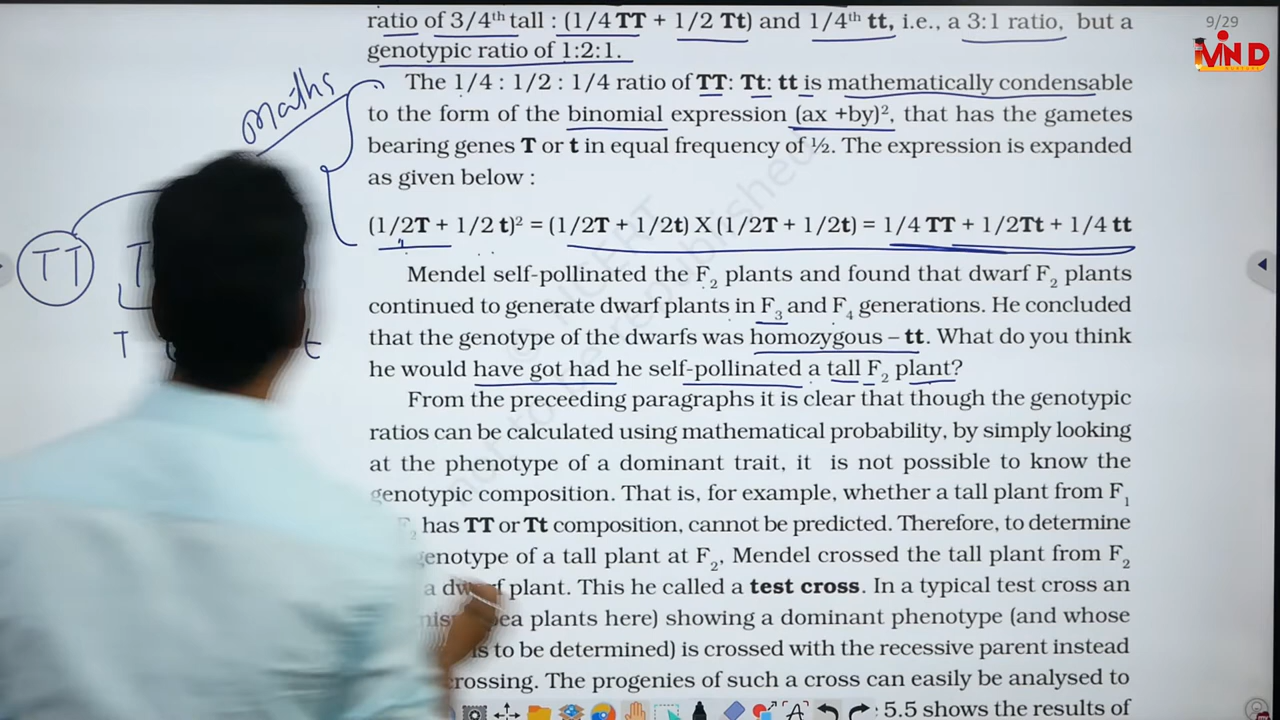 ratio of 3/4ᵗʰ tall : (1/4 TT + 1/2 Tt) and 1/4ᵗʰ tt, i.e., a 3:1 ratio, but a
9/29
MIND
genotypic ratio of 1:2:1.
maths
The 1/4 : 1/2 : 1/4 ratio of TT: Tt: tt is mathematically condensable
to the form of the binomial expression (ax +by)², that has the gametes
bearing genes T or t in equal frequency of ½. The expression is expanded
as given below :
(1/2T + 1/2 t)² = (1/2T + 1/2t) X (1/2T + 1/2t) = 1/4 TT + 1/2Tt + 1/4 tt
TT T
T t
Mendel self-pollinated the F₂ plants and found that dwarf F₂ plants
continued to generate dwarf plants in F₃ and F₄ generations. He concluded
that the genotype of the dwarfs was homozygous – tt. What do you think
he would have got had he self-pollinated a tall F₂ plant?
From the preceeding paragraphs it is clear that though the genotypic
ratios can be calculated using mathematical probability, by simply looking
at the phenotype of a dominant trait, it is not possible to know the
genotypic composition. That is, for example, whether a tall plant from F₁
F₂ has TT or Tt composition, cannot be predicted. Therefore, to determine
genotype of a tall plant at F₂, Mendel crossed the tall plant from F₂
a dwarf plant. This he called a test cross. In a typical test cross an
pea plants here) showing a dominant phenotype (and whose
is to be determined) is crossed with the recessive parent instead
crossing. The progenies of such a cross can easily be analysed to
5.5 shows the results of